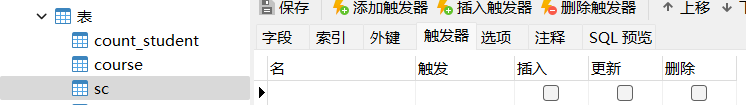 表
count_student
course
sc
保存 添加触发器 插入触发器 删除触发器 上移
字段 索引 外键 触发器 选项 注释 SQL 预览
名 触发 插入 更新 删除